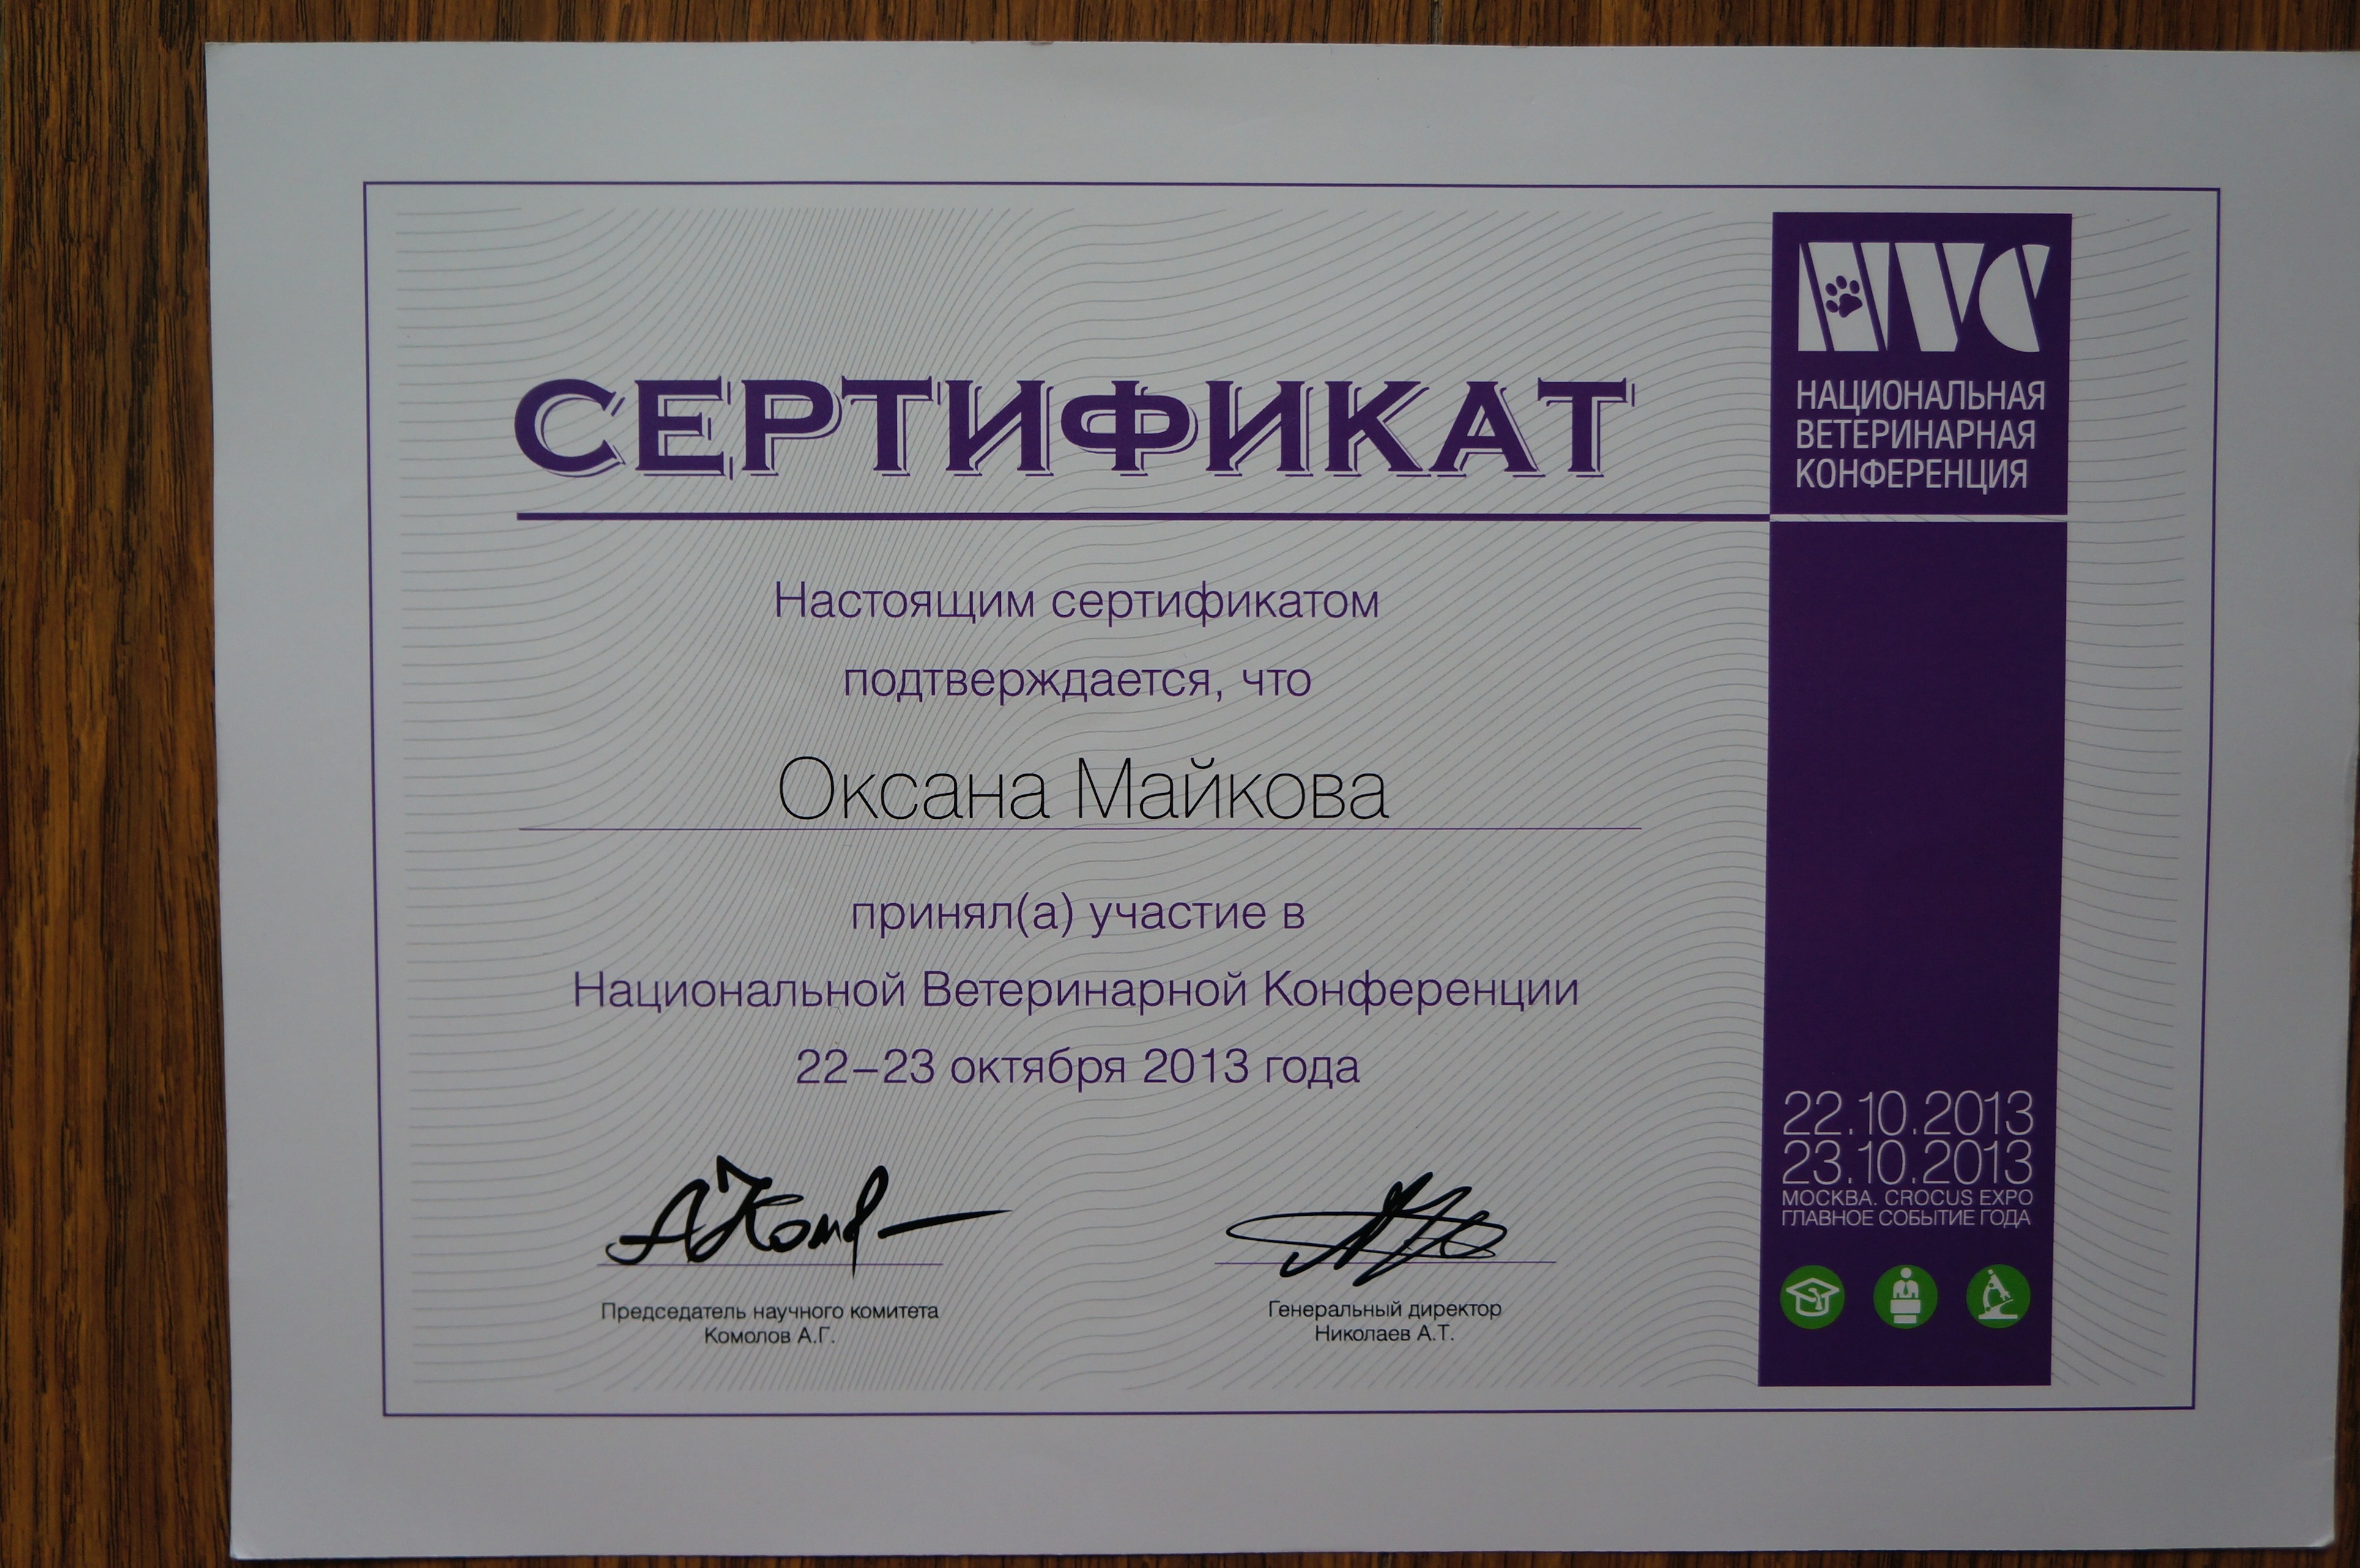 СЕРТИФИКАТ
Настоящим сертификатом
подтверждается, что
Оксана Майкова
принял(а) участие в
Национальной Ветеринарной Конференции
22–23 октября 2013 года
Председатель научного комитета
Комолов А.Г.
Генеральный директор
Николаев А.Т.
NVC
НАЦИОНАЛЬНАЯ
ВЕТЕРИНАРНАЯ
КОНФЕРЕНЦИЯ
22.10.2013
23.10.2013
МОСКВА. CROCUS EXPO
ГЛАВНОЕ СОБЫТИЕ ГОДА